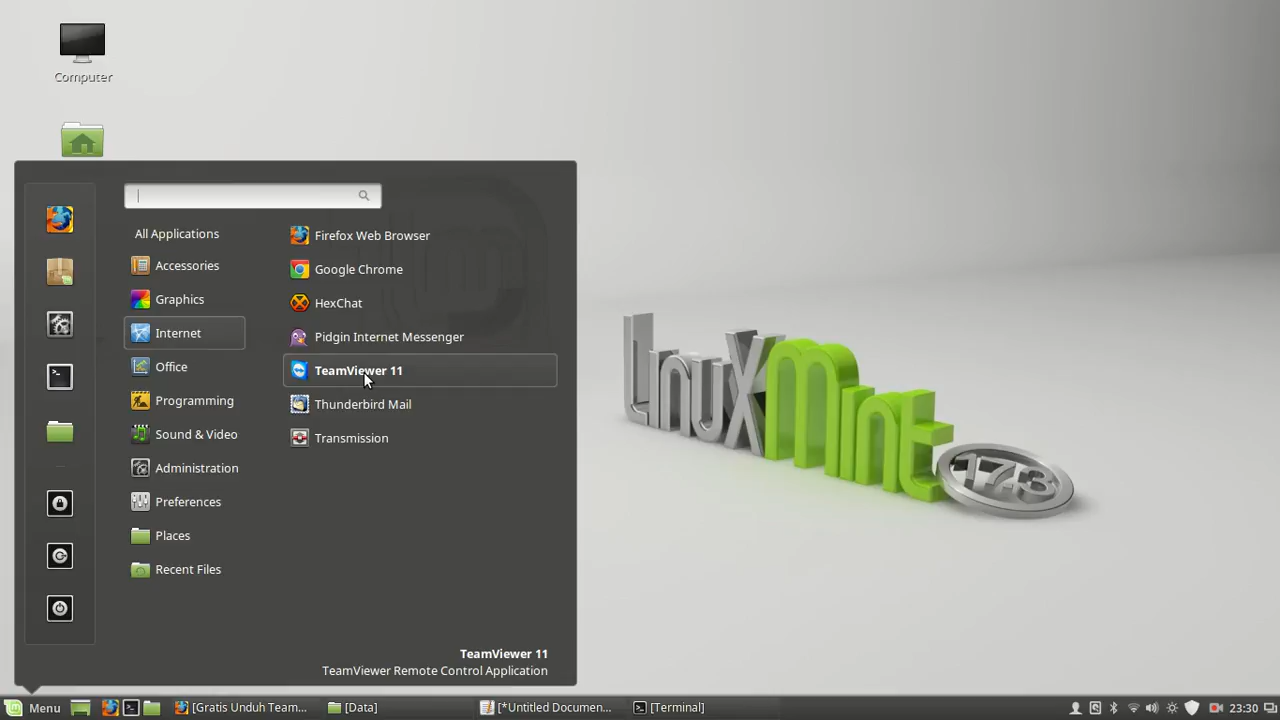 Computer
All Applications
Accessories
Graphics
Internet
Office
Programming
Sound & Video
Administration
Preferences
Places
Recent Files
Firefox Web Browser
Google Chrome
HexChat
Pidgin Internet Messenger
TeamViewer 11
Thunderbird Mail
Transmission
TeamViewer 11
TeamViewer Remote Control Application
Linux Mint 17.3
Menu
[Gratis Unduh Team...
[Data]
[*Untitled Documen...
[Terminal]
23:30